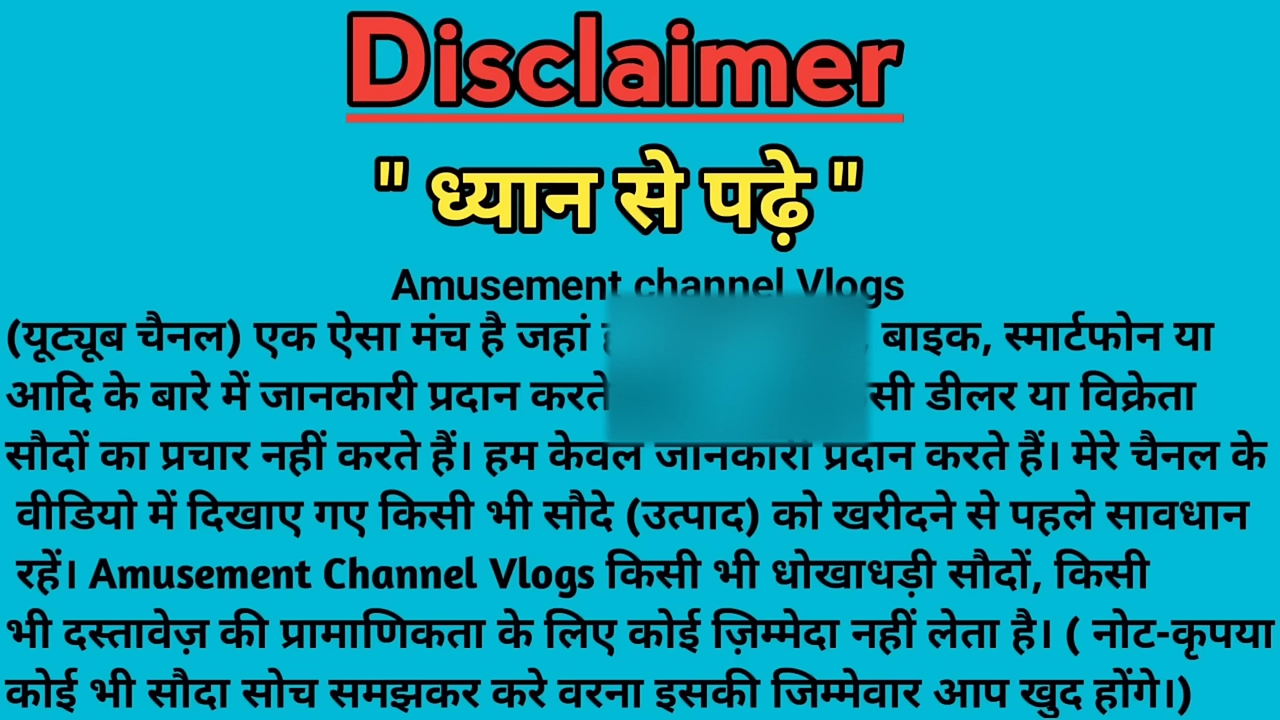 Disclaimer
" ध्यान से पढ़े "
Amusement channel Vlogs
(यूट्यूब चैनल) एक ऐसा मंच है जहां बाइक, स्मार्टफोन या
आदि के बारे में जानकारी प्रदान करते डीलर या विक्रेता
सौदों का प्रचार नहीं करते हैं। हम केवल जानकारी प्रदान करते हैं। मेरे चैनल के
वीडियो में दिखाए गए किसी भी सौदे (उत्पाद) को खरीदने से पहले सावधान
रहें। Amusement Channel Vlogs किसी भी धोखाधड़ी सौदों, किसी
भी दस्तावेज़ की प्रामाणिकता के लिए कोई ज़िम्मेदा नहीं लेता है। ( नोट-कृपया
कोई भी सौदा सोच समझकर करे वरना इसकी जिम्मेवार आप खुद होंगे।)